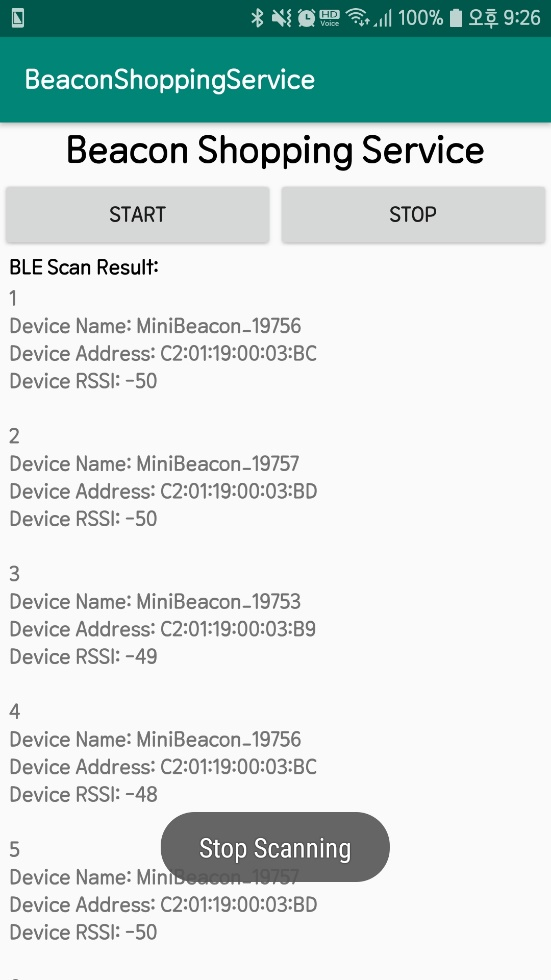 HD
Voice
100%
오후 9:26
BeaconShoppingService
Beacon Shopping Service
START
STOP
BLE Scan Result:
1
Device Name: MiniBeacon_19756
Device Address: C2:01:19:00:03:BC
Device RSSI: -50
2
Device Name: MiniBeacon_19757
Device Address: C2:01:19:00:03:BD
Device RSSI: -50
3
Device Name: MiniBeacon_19753
Device Address: C2:01:19:00:03:B9
Device RSSI: -49
4
Device Name: MiniBeacon_19756
Device Address: C2:01:19:00:03:BC
Device RSSI: -48
5
Stop Scanning
Device Name: MiniBeacon_19757
Device Address: C2:01:19:00:03:BD
Device RSSI: -50